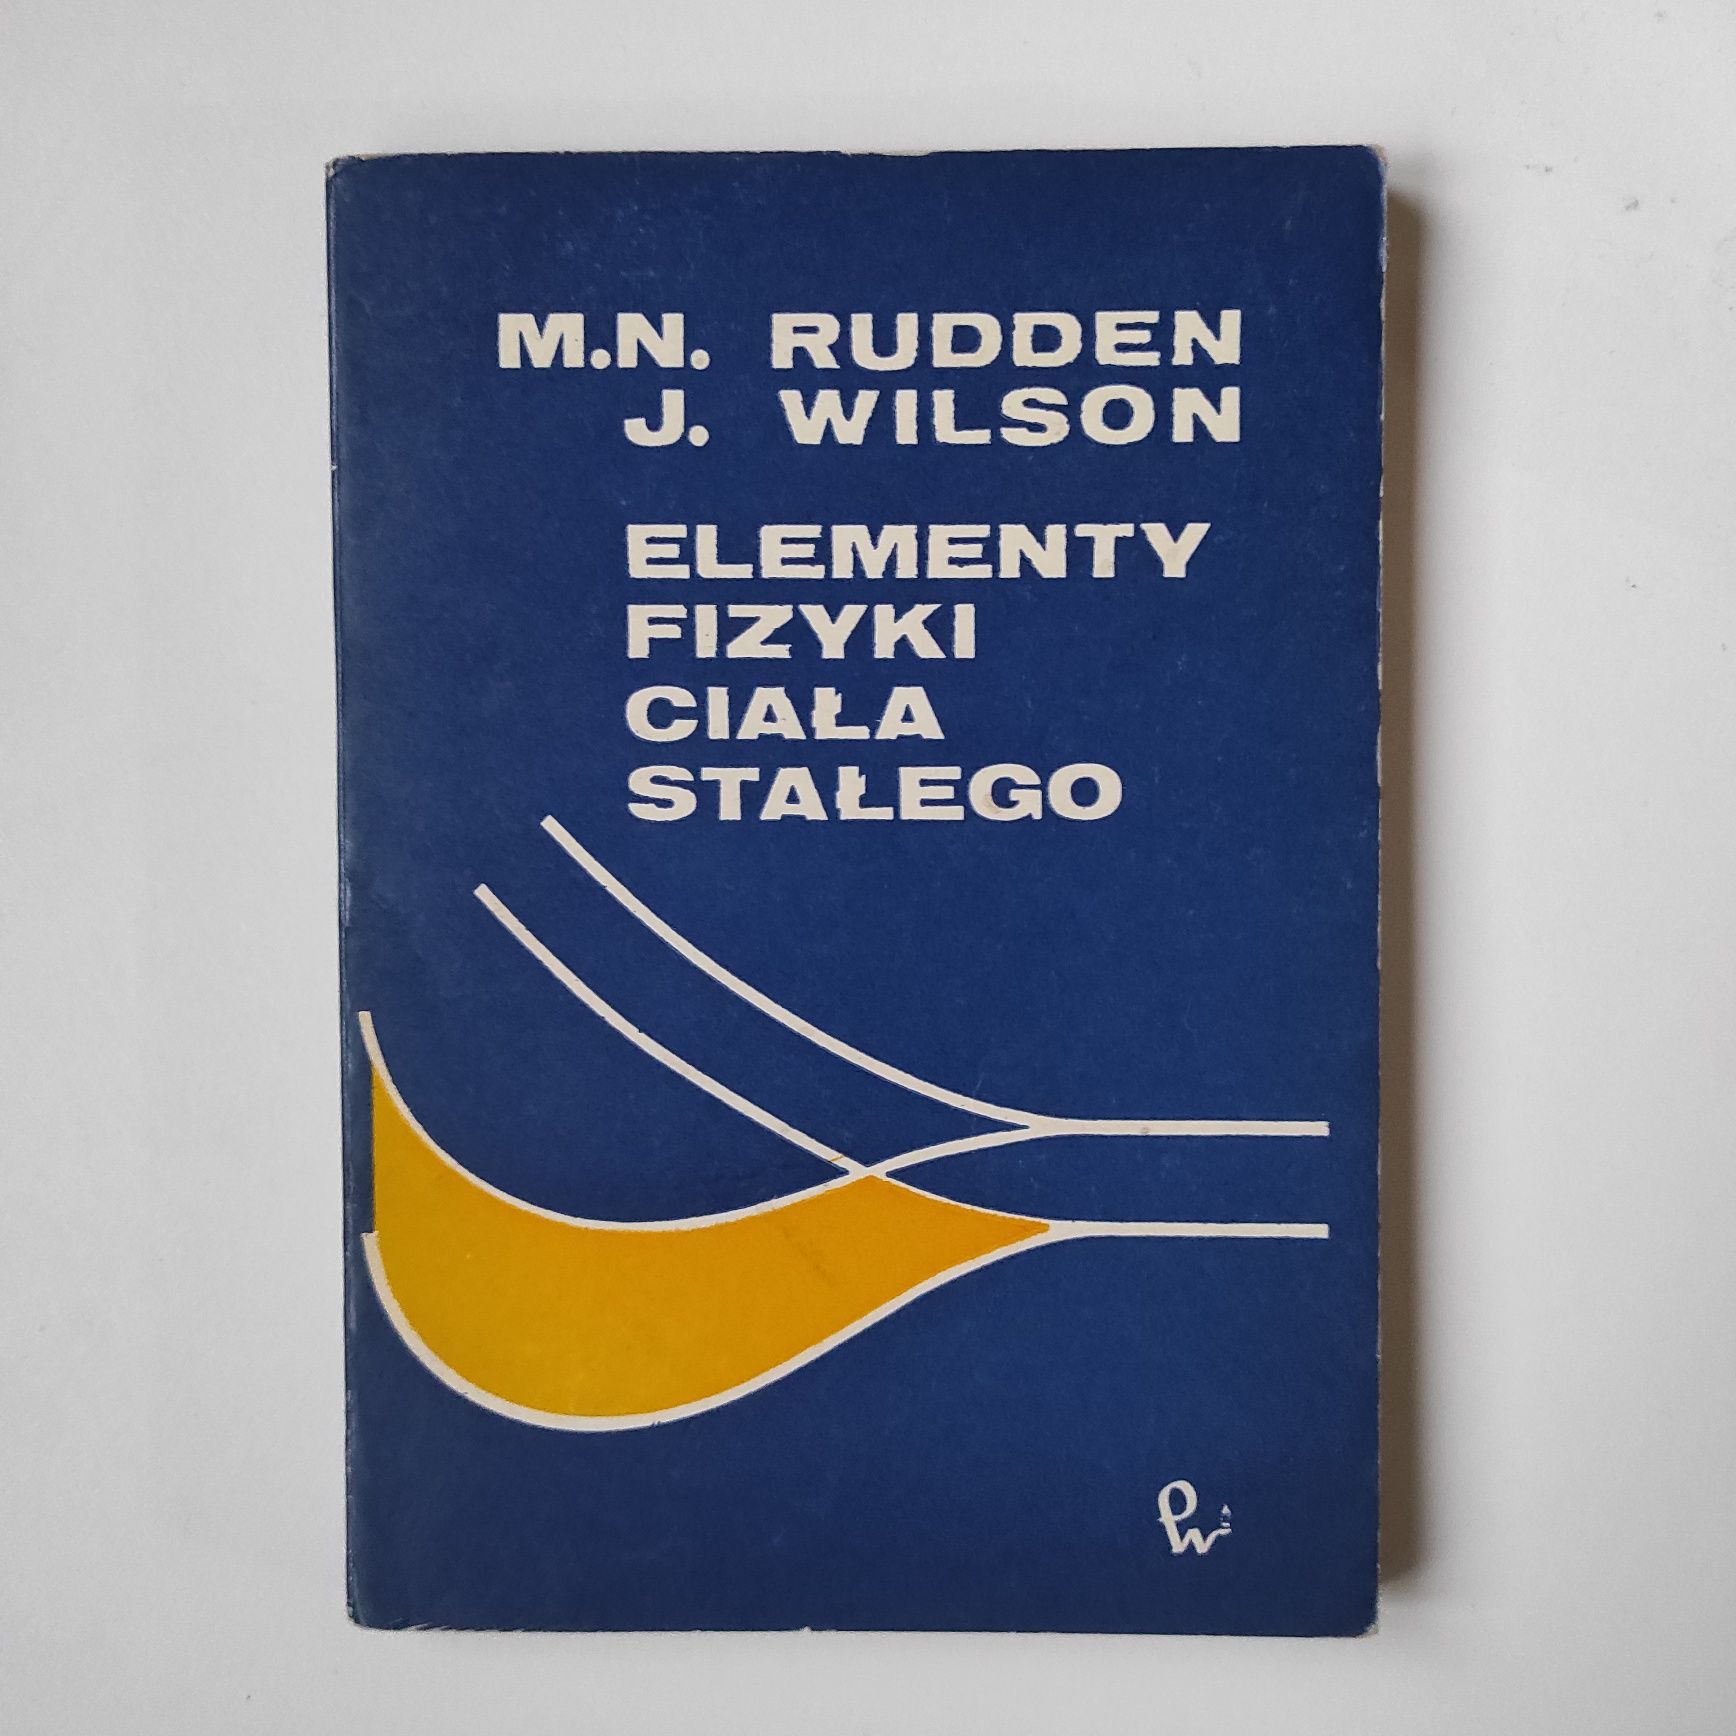 M.N. RUDDEN
J. WILSON
ELEMENTY
FIZYKI
CIAŁA
STAŁEGO